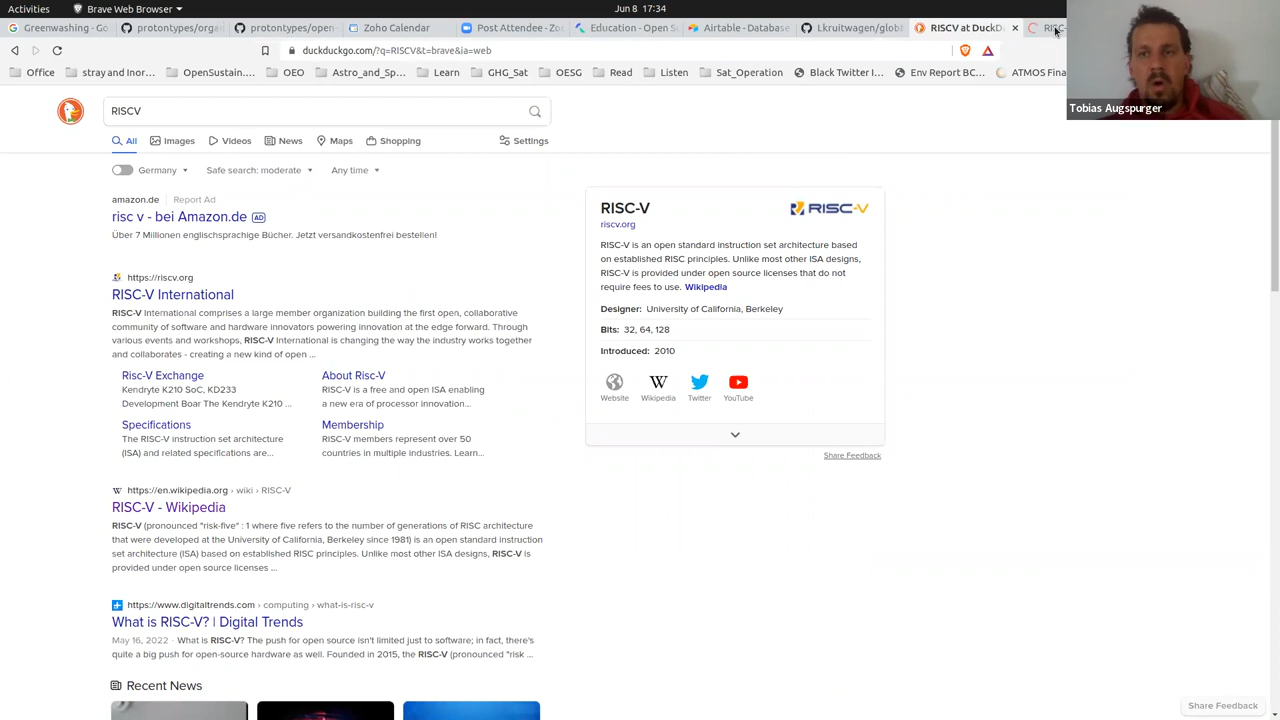 Activities
Brave Web Browser
Jun 8 17:34
Greenwashing - Go
protontypes/organ
protontypes/open-
Zoho Calendar
Post Attendee - Zo
Education - Open S
Airtable - Database
Lkruitwagen/glob
RISCV at DuckD
RISC-
duckduckgo.com/?q=RISCV&t=brave&ia=web
Office
stray and Inor...
OpenSustain...
OEO
Astro_and_Sp...
Learn
GHG_Sat
OESG
Read
Listen
Sat_Operation
Black Twitter I...
Env Report BC...
ATMOS Fina
Tobias Augspurger
RISCV
All
Images
Videos
News
Maps
Shopping
Settings
Germany
Safe search: moderate
Any time
amazon.de
Report Ad
risc v - bei Amazon.de AD
Über 7 Millionen englischsprachige Bücher. Jetzt versandkostenfrei bestellen!
https://riscv.org
RISC-V International
RISC-V International comprises a large member organization building the first open, collaborative
community of software and hardware innovators powering innovation at the edge forward. Through
various events and workshops, RISC-V International is changing the way the industry works together
and collaborates - creating a new kind of open ...
Risc-V Exchange
Kendryte K210 SoC, KD233
Development Boar The Kendryte K210 ...
About Risc-V
RISC-V is a free and open ISA enabling
a new era of processor innovation...
Specifications
The RISC-V instruction set architecture
(ISA) and related specifications are...
Membership
RISC-V members represent over 50
countries in multiple industries. Learn...
https://en.wikipedia.org › wiki › RISC-V
RISC-V - Wikipedia
RISC-V (pronounced "risk-five" : 1 where five refers to the number of generations of RISC architecture
that were developed at the University of California, Berkeley since 1981) is an open standard instruction
set architecture (ISA) based on established RISC principles. Unlike most other ISA designs, RISC-V is
provided under open source licenses ...
https://www.digitaltrends.com › computing › what-is-risc-v
What is RISC-V? | Digital Trends
May 16, 2022 · What is RISC-V? The push for open source isn't limited just to software; in fact, there's
quite a big push for open-source hardware as well. Founded in 2015, the RISC-V (pronounced "risk ...
Recent News
RISC-V
RISC-V
riscv.org
RISC-V is an open standard instruction set architecture based
on established RISC principles. Unlike most other ISA designs,
RISC-V is provided under open source licenses that do not
require fees to use. Wikipedia
Designer: University of California, Berkeley
Bits: 32, 64, 128
Introduced: 2010
Website
Wikipedia
Twitter
YouTube
Share Feedback
Share Feedback